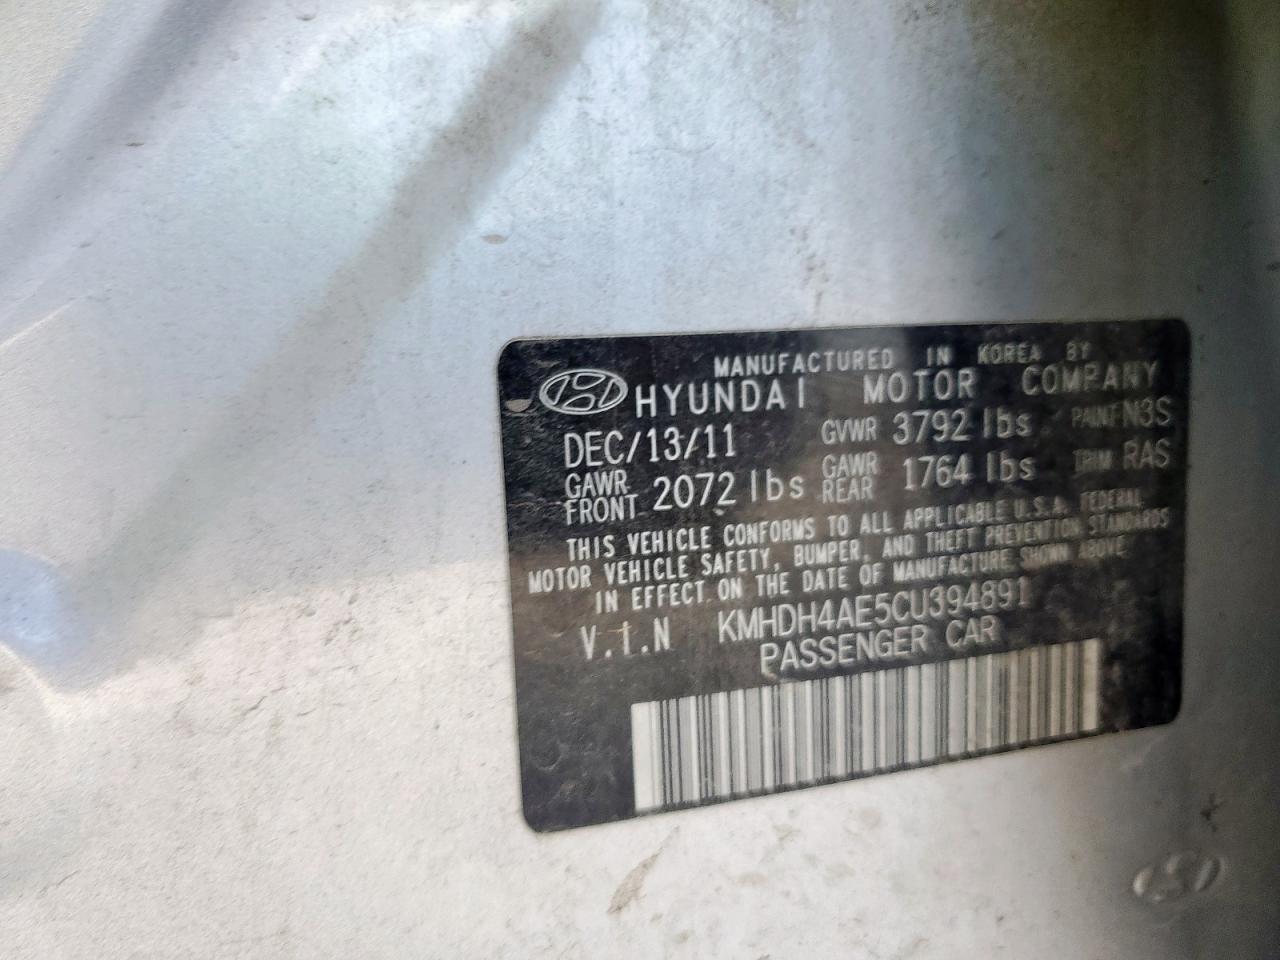 MANUFACTURED IN KOREA BY
HYUNDAI MOTOR COMPANY
DEC/13/11 GVWR 3792 lbs PAINT N3S
GAWR FRONT 2072 lbs GAWR REAR 1764 lbs TRIM RAS
THIS VEHICLE CONFORMS TO ALL APPLICABLE U.S.A. FEDERAL
MOTOR VEHICLE SAFETY, BUMPER, AND THEFT PREVENTION STANDARDS
IN EFFECT ON THE DATE OF MANUFACTURE SHOWN ABOVE
V.I.N KMHDH4AE5CU394891
PASSENGER CAR